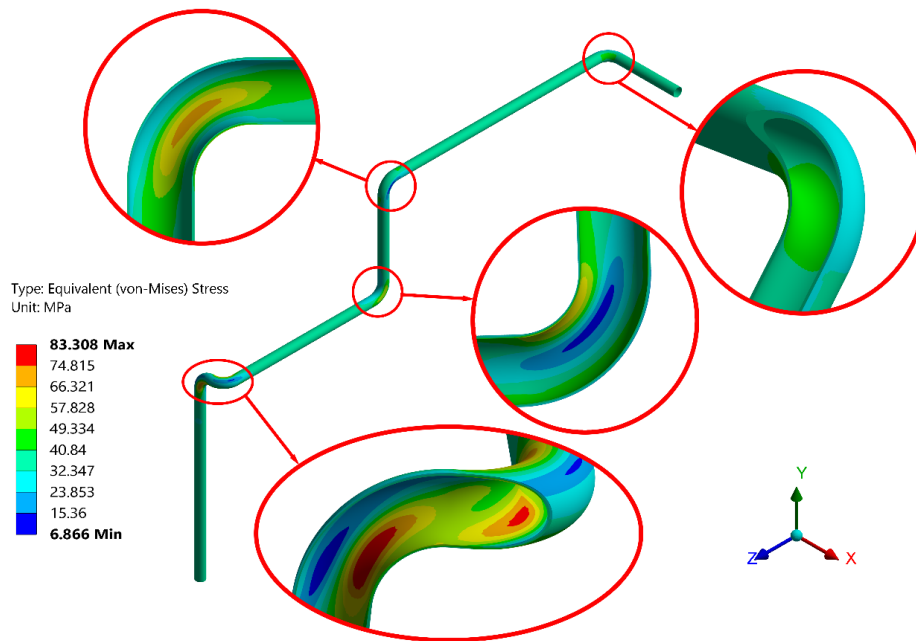 Type: Equivalent (von-Mises) Stress
Unit: MPa
83.308 Max
74.815
66.321
57.828
49.334
40.84
32.347
23.853
15.36
6.866 Min
Y
Z
X